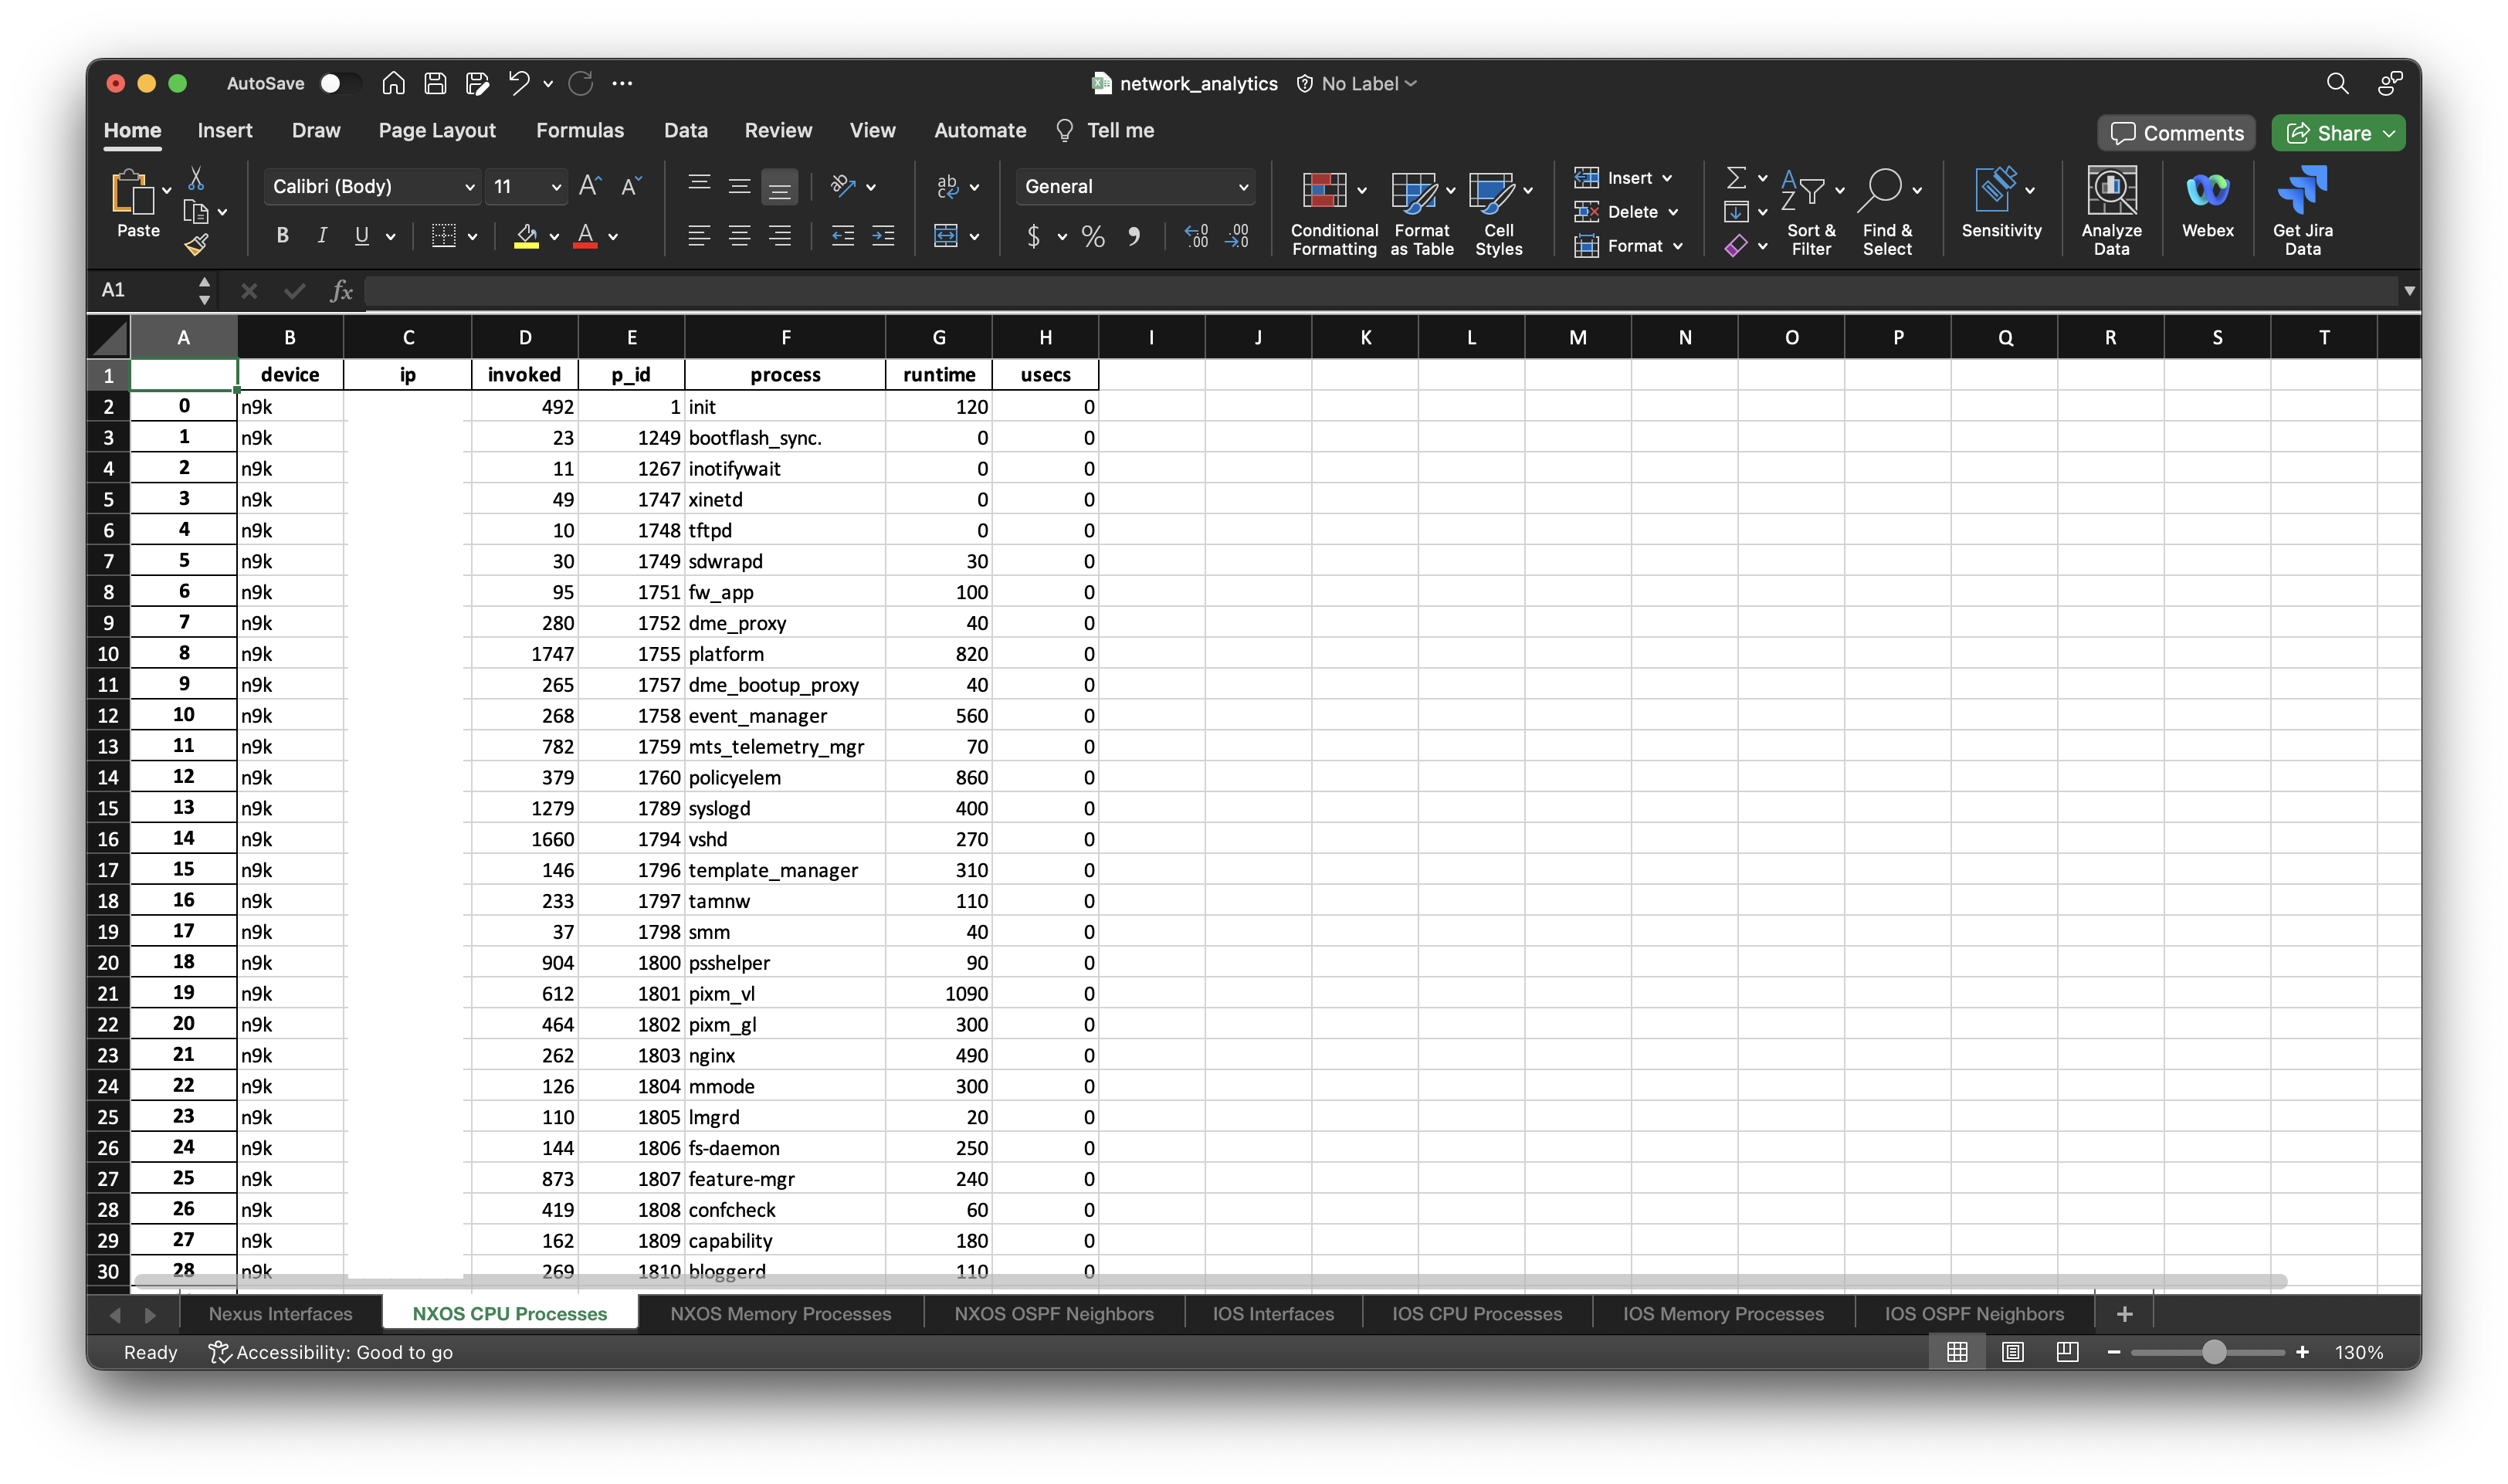 AutoSave network_analytics No Label
Home Insert Draw Page Layout Formulas Data Review View Automate Tell me Comments Share
Paste Calibri (Body) 11 General Conditional Formatting Format as Table Cell Styles Insert Delete Format Sort & Filter Find & Select Sensitivity Analyze Data Webex Get Jira Data
A1 fx
A B C D E F G H I J K L M N O P Q R S T
1 device ip invoked p_id process runtime usecs
2 0 n9k 492 1 init 120 0
3 1 n9k 23 1249 bootflash_sync. 0 0
4 2 n9k 11 1267 inotifywait 0 0
5 3 n9k 49 1747 xinetd 0 0
6 4 n9k 10 1748 tftpd 0 0
7 5 n9k 30 1749 sdwrapd 30 0
8 6 n9k 95 1751 fw_app 100 0
9 7 n9k 280 1752 dme_proxy 40 0
10 8 n9k 1747 1755 platform 820 0
11 9 n9k 265 1757 dme_bootup_proxy 40 0
12 10 n9k 268 1758 event_manager 560 0
13 11 n9k 782 1759 mts_telemetry_mgr 70 0
14 12 n9k 379 1760 policyelem 860 0
15 13 n9k 1279 1789 syslogd 400 0
16 14 n9k 1660 1794 vshd 270 0
17 15 n9k 146 1796 template_manager 310 0
18 16 n9k 233 1797 tamnw 110 0
19 17 n9k 37 1798 smm 40 0
20 18 n9k 904 1800 psshelper 90 0
21 19 n9k 612 1801 pixm_vl 1090 0
22 20 n9k 464 1802 pixm_gl 300 0
23 21 n9k 262 1803 nginx 490 0
24 22 n9k 126 1804 mmode 300 0
25 23 n9k 110 1805 lmgrd 20 0
26 24 n9k 144 1806 fs-daemon 250 0
27 25 n9k 873 1807 feature-mgr 240 0
28 26 n9k 419 1808 confcheck 60 0
29 27 n9k 162 1809 capability 180 0
30 28 n9k 269 1810 bloggerd 110 0
Nexus Interfaces NXOS CPU Processes NXOS Memory Processes NXOS OSPF Neighbors IOS Interfaces IOS CPU Processes IOS Memory Processes IOS OSPF Neighbors +
Ready Accessibility: Good to go 130%